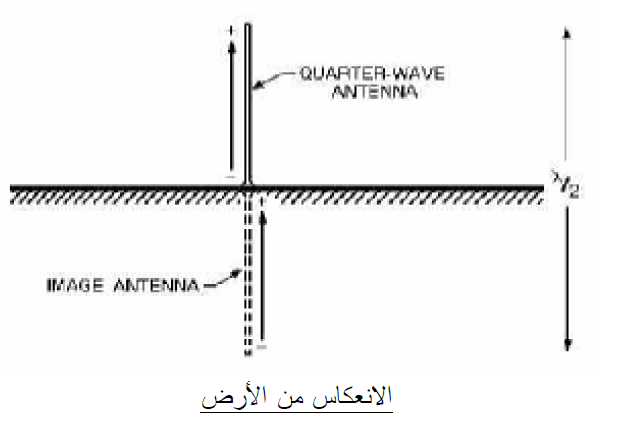 +
QUARTER-WAVE
ANTENNA
−
λ/2
+
IMAGE ANTENNA
−
الانعكاس من الأرض